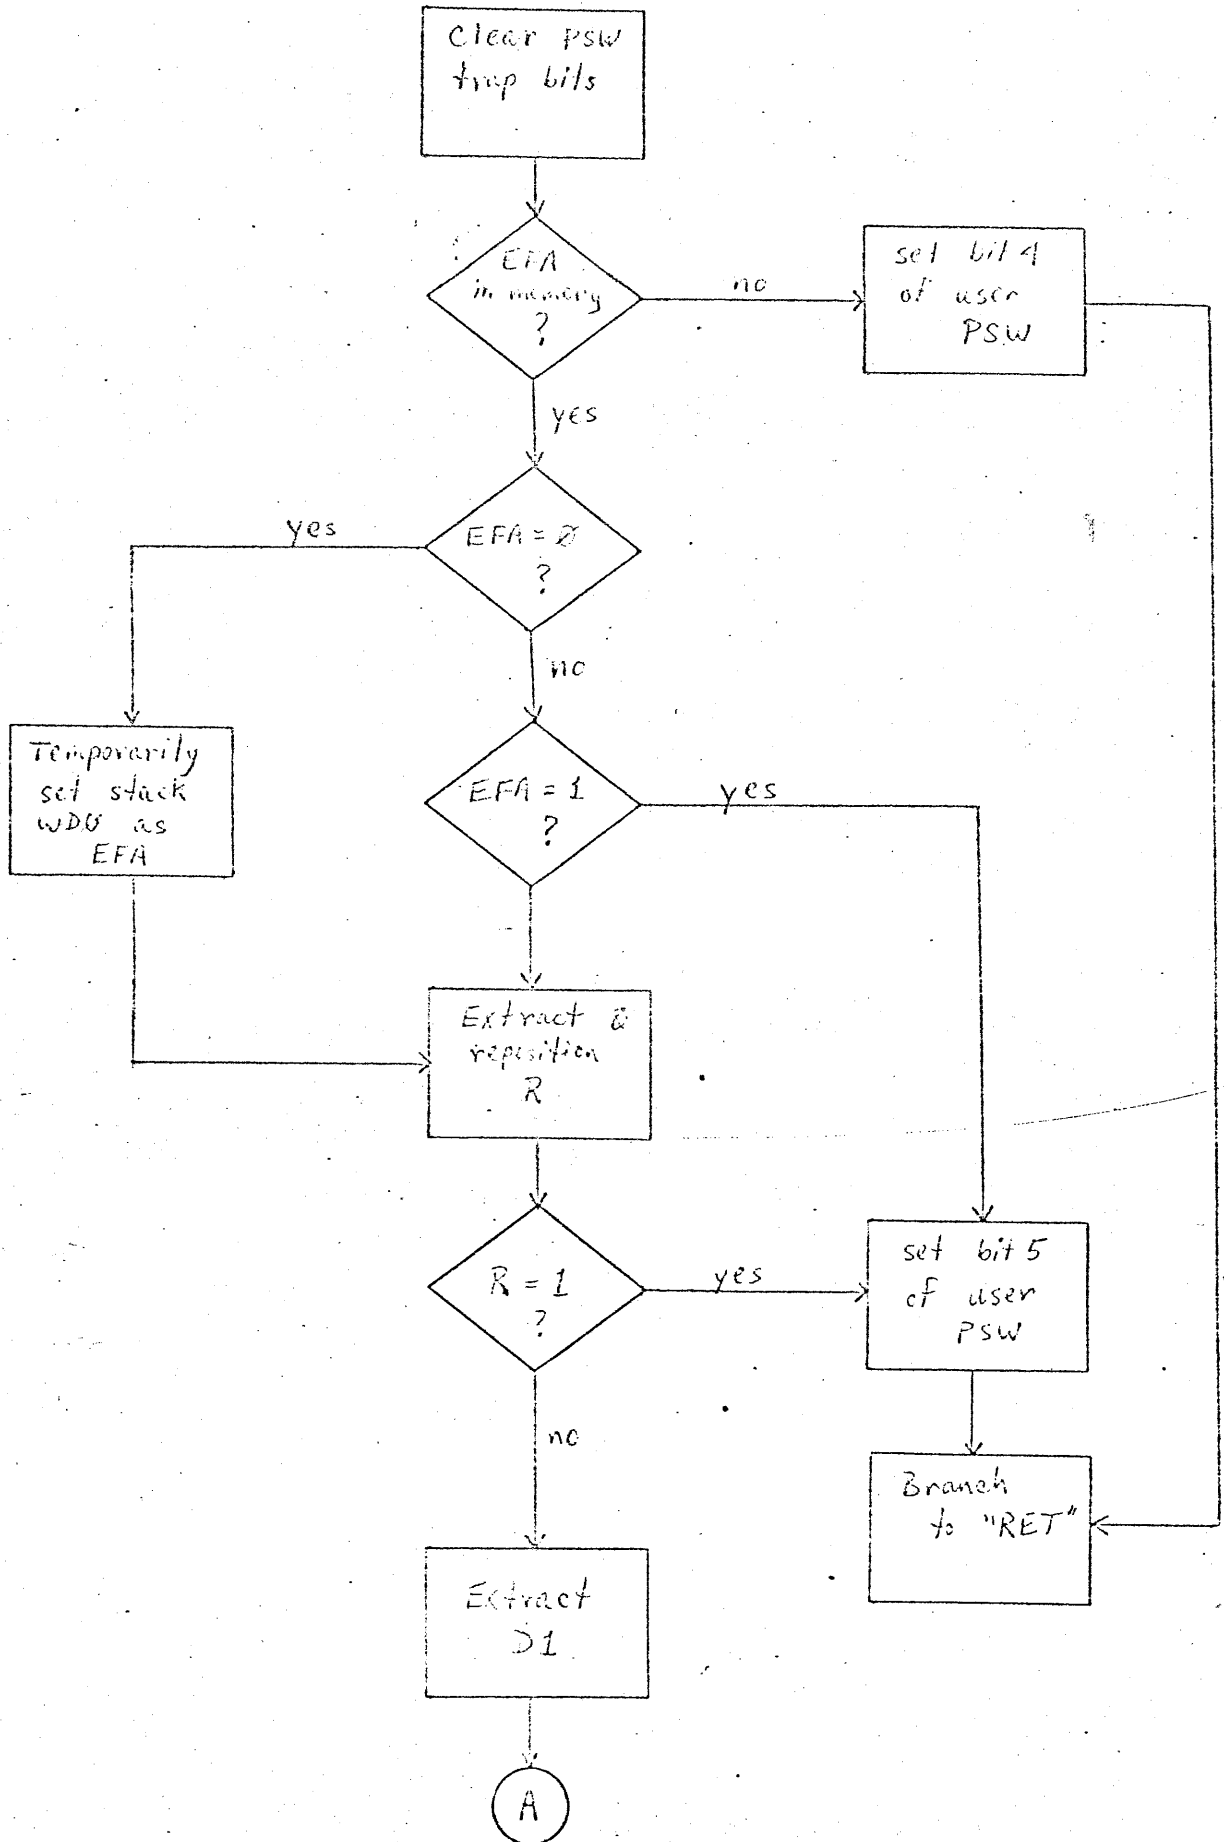 Clear PSW
trap bits
EFA
in memory
?
no
set bit 4
of user
PSW
yes
EFA = Ø
?
yes
no
Temporarily
set stack
as
EFA
EFA = 1
?
yes
Extract &
reposition
R
R = 1
?
yes
set bit 5
of user
PSW
no
Branch
to "RET"
Extract
D1
A